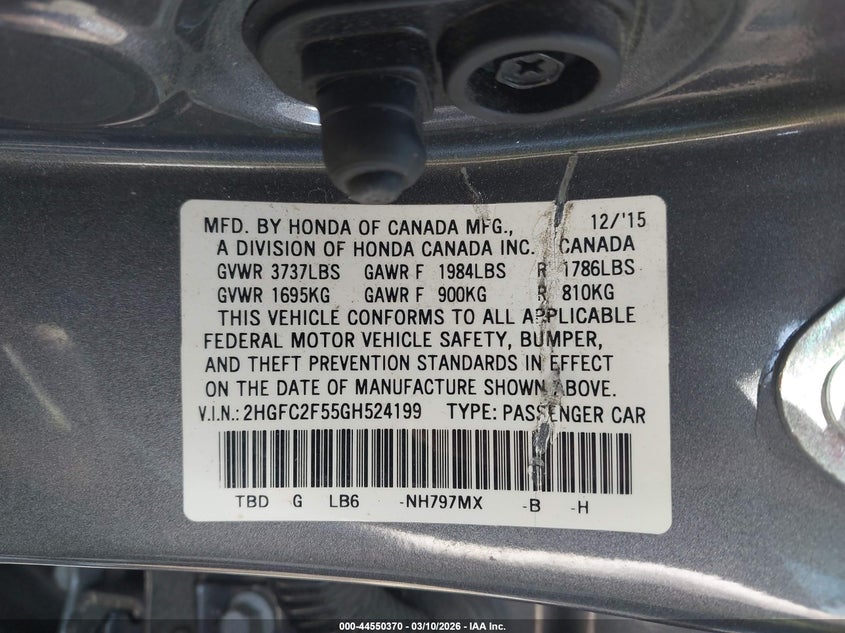 MFD. BY HONDA OF CANADA MFG., 12/'15
A DIVISION OF HONDA CANADA INC. CANADA
GVWR 3737LBS GAWR F 1984LBS R 1786LBS
GVWR 1695KG GAWR F 900KG R 810KG
THIS VEHICLE CONFORMS TO ALL APPLICABLE
FEDERAL MOTOR VEHICLE SAFETY, BUMPER,
AND THEFT PREVENTION STANDARDS IN EFFECT
ON THE DATE OF MANUFACTURE SHOWN ABOVE.
V.I.N.: 2HGFC2F55GH524199 TYPE: PASSENGER CAR
TBD G LB6 -NH797MX -B -H
000-44550370 - 03/10/2026 - IAA Inc.